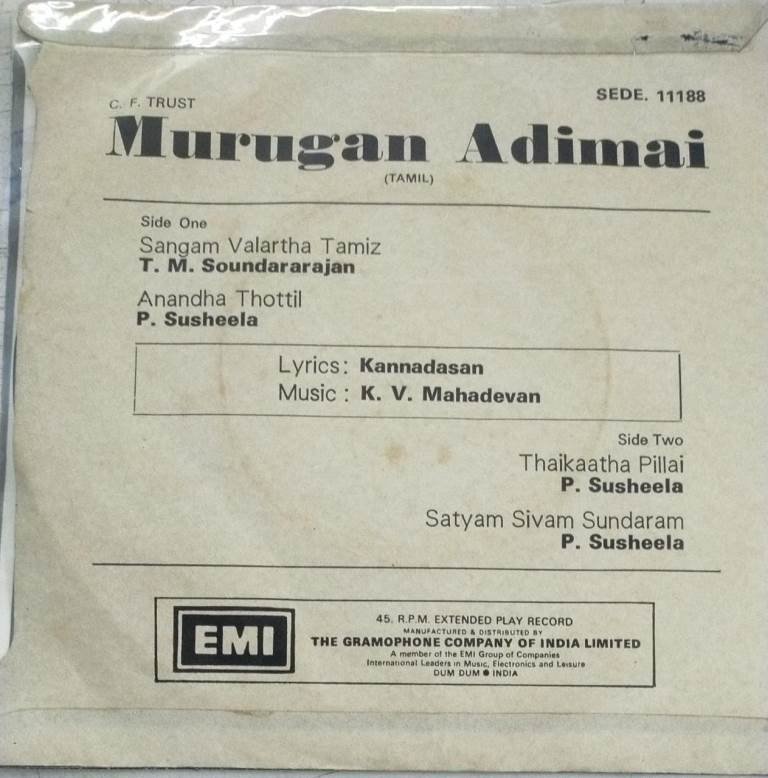 C. F. TRUST
SEDE. 11188
Murugan Adimai
(TAMIL)
Side One
Sangam Valartha Tamiz
T. M. Soundararajan
Anandha Thottil
P. Susheela
Lyrics: Kannadasan
Music : K. V. Mahadevan
Side Two
Thaikaatha Pillai
P. Susheela
Satyam Sivam Sundaram
P. Susheela
EMI
45. R.P.M. EXTENDED PLAY RECORD
MANUFACTURED & DISTRIBUTED BY
THE GRAMOPHONE COMPANY OF INDIA LIMITED
A member of the EMI Group of Companies
International Leaders in Music, Electronics and Leisure
DUM DUM ● INDIA